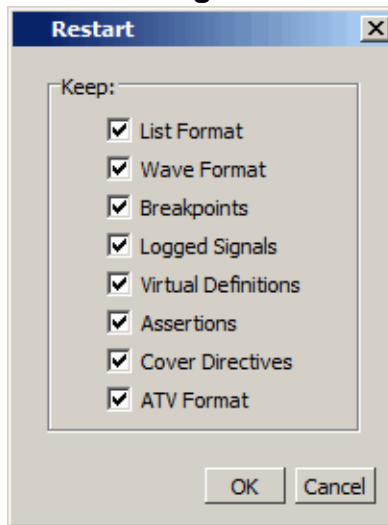 Restart
Keep:
List Format
Wave Format
Breakpoints
Logged Signals
Virtual Definitions
Assertions
Cover Directives
ATV Format
OK Cancel